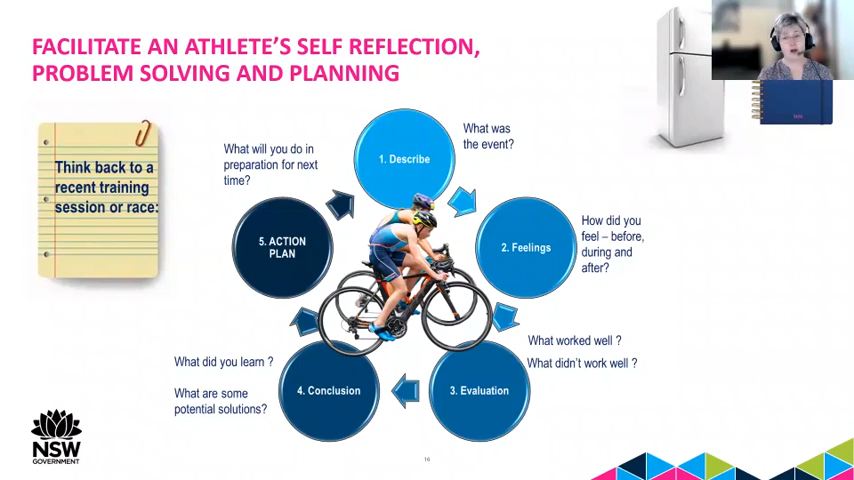 FACILITATE AN ATHLETE'S SELF REFLECTION,
PROBLEM SOLVING AND PLANNING
Think back to a
recent training
session or race:
1. Describe
What was
the event?
2. Feelings
How did you
feel – before,
during and
after?
3. Evaluation
What worked well ?
What didn't work well ?
4. Conclusion
What did you learn ?
What are some
potential solutions?
5. ACTION
PLAN
What will you do in
preparation for next
time?
NSW
GOVERNMENT
16